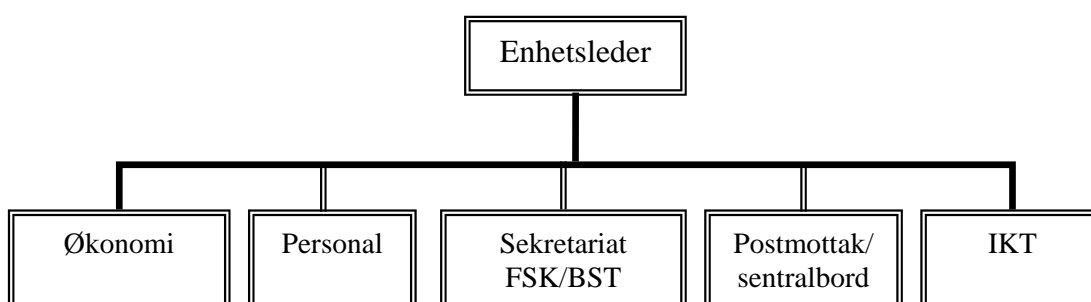 Enhetsleder
Økonomi
Personal
Sekretariat
FSK/BST
Postmottak/
sentralbord
IKT